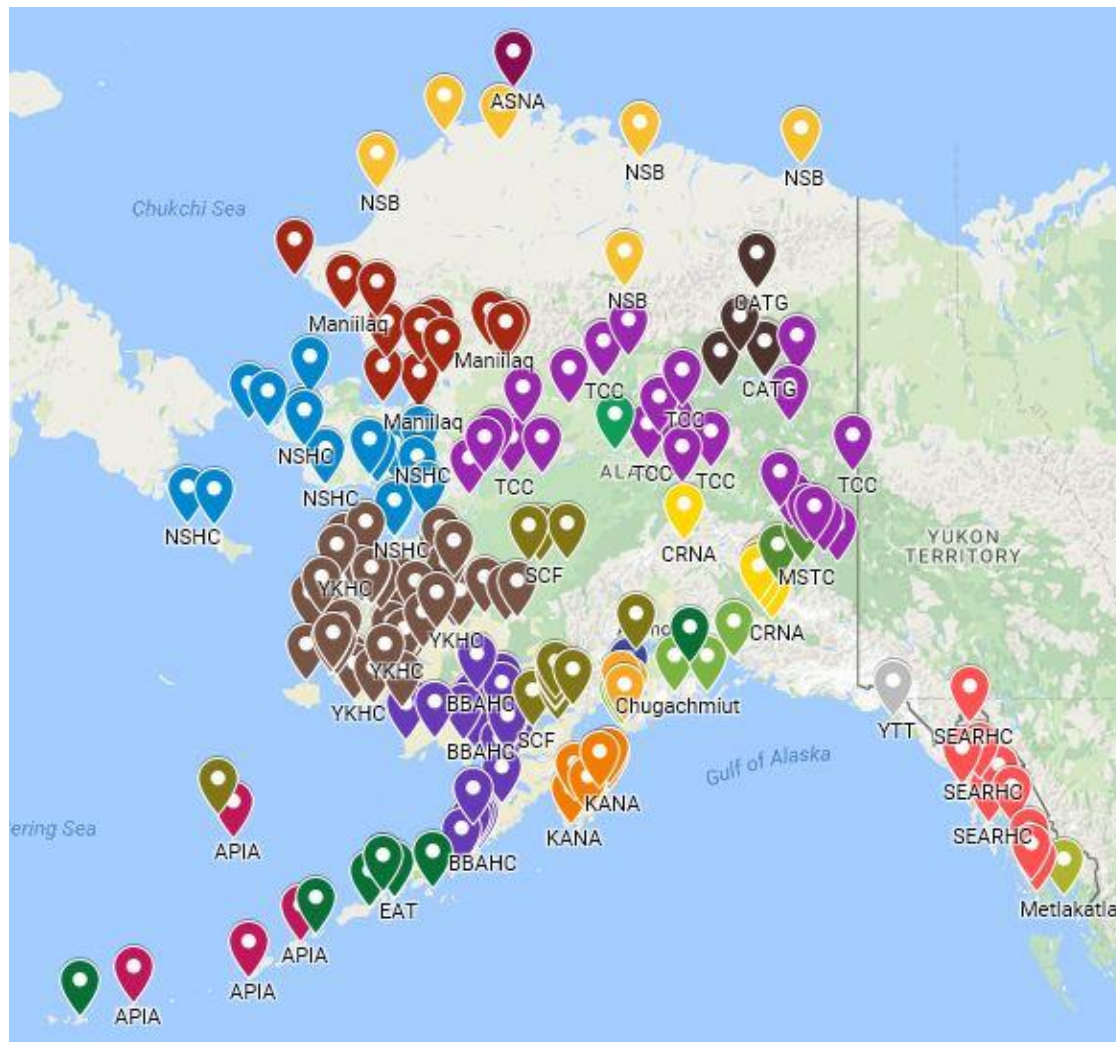 ASNA
NSB
NSB
NSB
Chukchi Sea
NSB
CATG
Maniilaq
Maniilaq
TCC
CATG
Maniilaq
TCC
NSHC
NSHC
TCC
TCC
TCC
TCC
NSHC
NSHC
NSHC
CRNA
YUKON
TERRITORY
SCF
MSTC
YKHC
CRNA
YKHC
YKHC
BBAHC
Chugachmiut
YKHC
YTT
SEARHC
SCF
BBAHC
Gulf of Alaska
SEARHC
KANA
ering Sea
KANA
SEARHC
APIA
BBAHC
EAT
Metlakatla
APIA
APIA
APIA